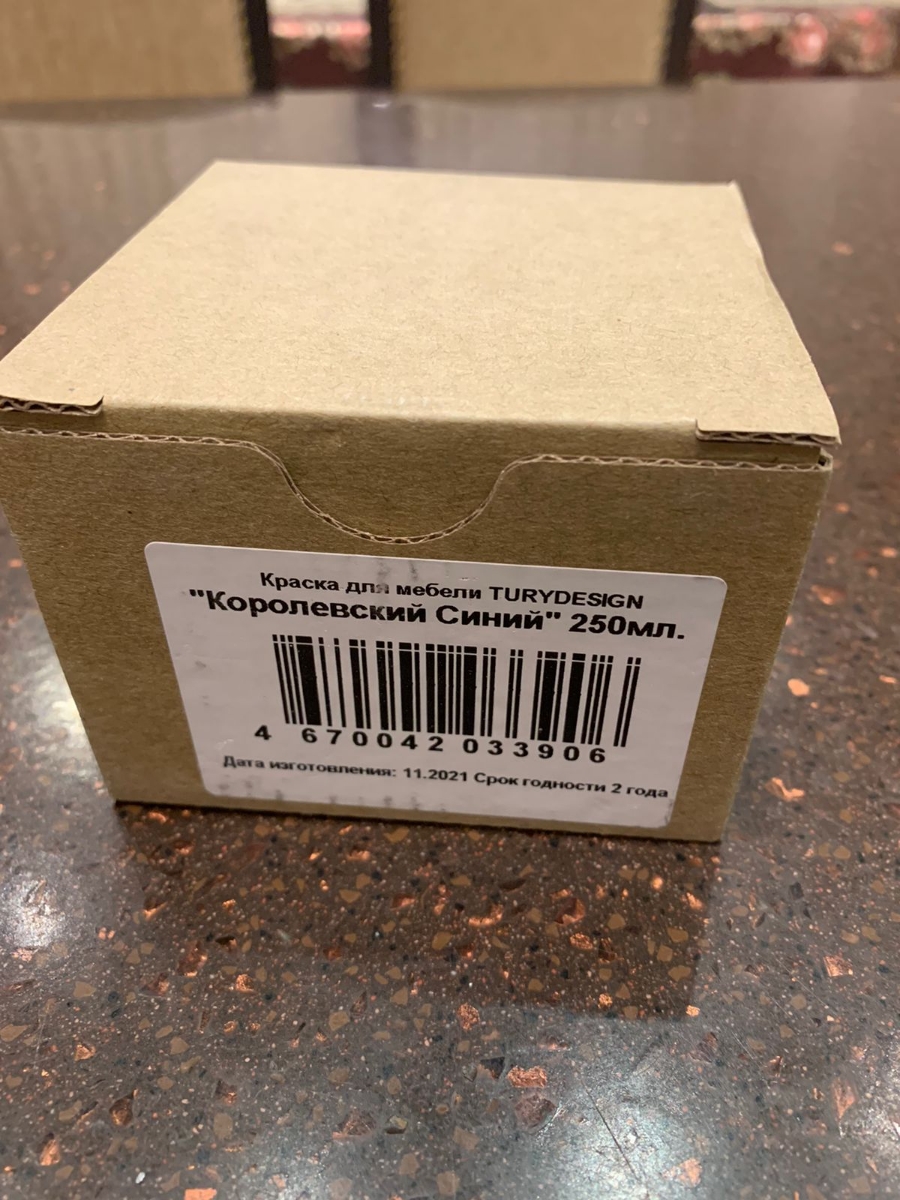 Краска для мебели TURYDESIGN
"Королевский Синий" 250мл.
4 670042 033906
Дата изготовления: 11.2021 Срок годности 2 года